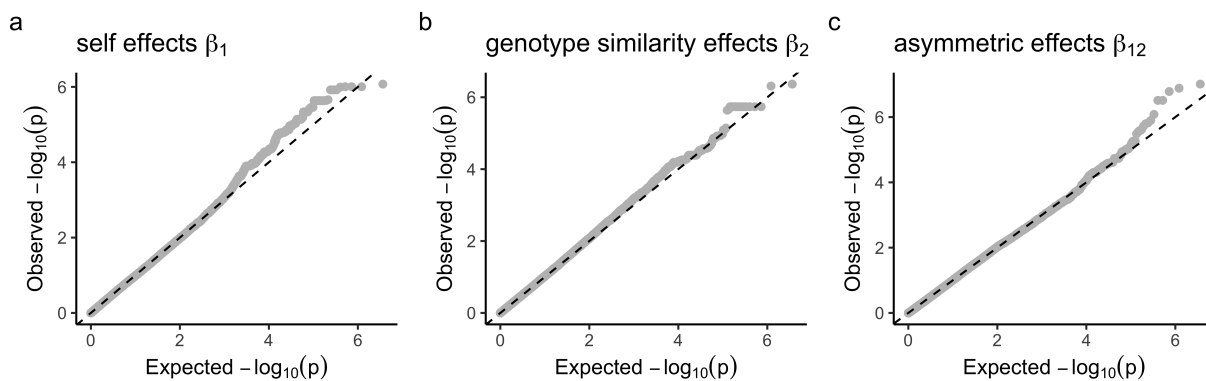 a
self effects β₁
Observed −log₁₀(p)
6
4
2
0
0 2 4 6
Expected −log₁₀(p)
b
genotype similarity effects β₂
Observed −log₁₀(p)
6
4
2
0
0 2 4 6
Expected −log₁₀(p)
c
asymmetric effects β₁₂
Observed −log₁₀(p)
6
4
2
0
0 2 4 6
Expected −log₁₀(p)